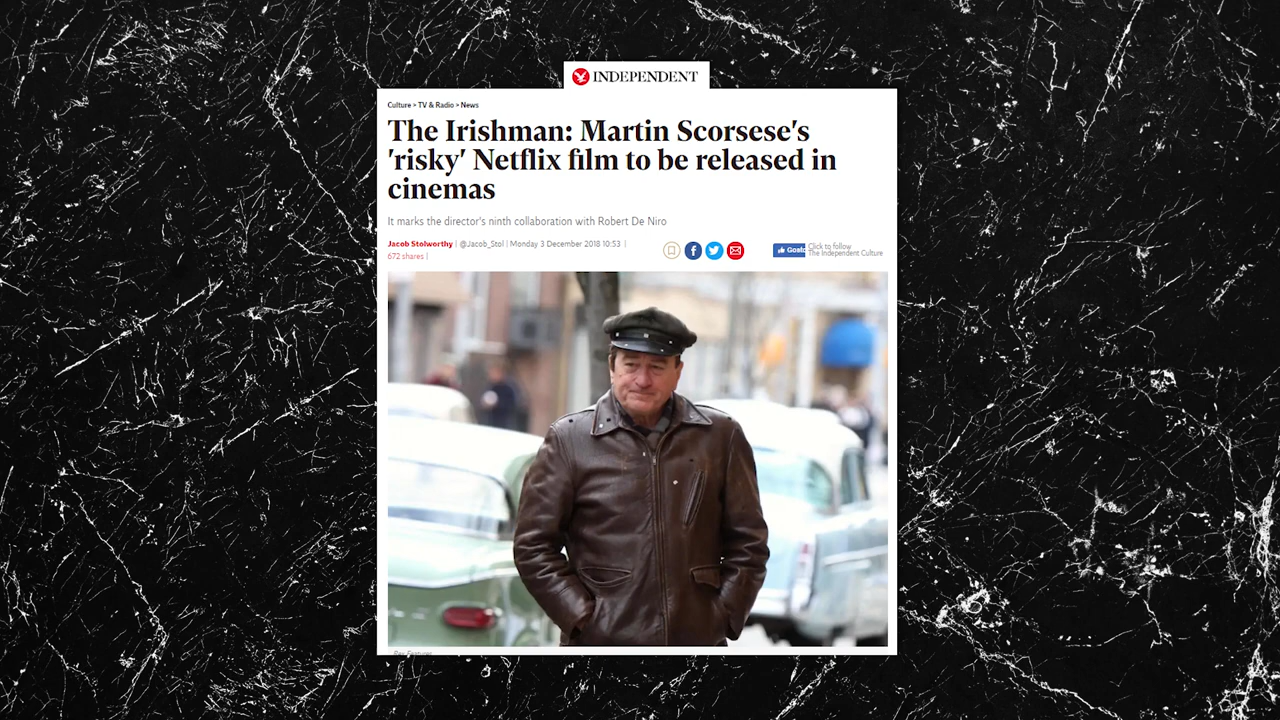 INDEPENDENT
Culture > TV & Radio > News
The Irishman: Martin Scorsese's
'risky' Netflix film to be released in
cinemas
It marks the director's ninth collaboration with Robert De Niro
Jacob Stolworthy | @Jacob_Stol | Monday 3 December 2018 10:53 |
672 shares |
Click to follow
The Independent Culture
Rex Features